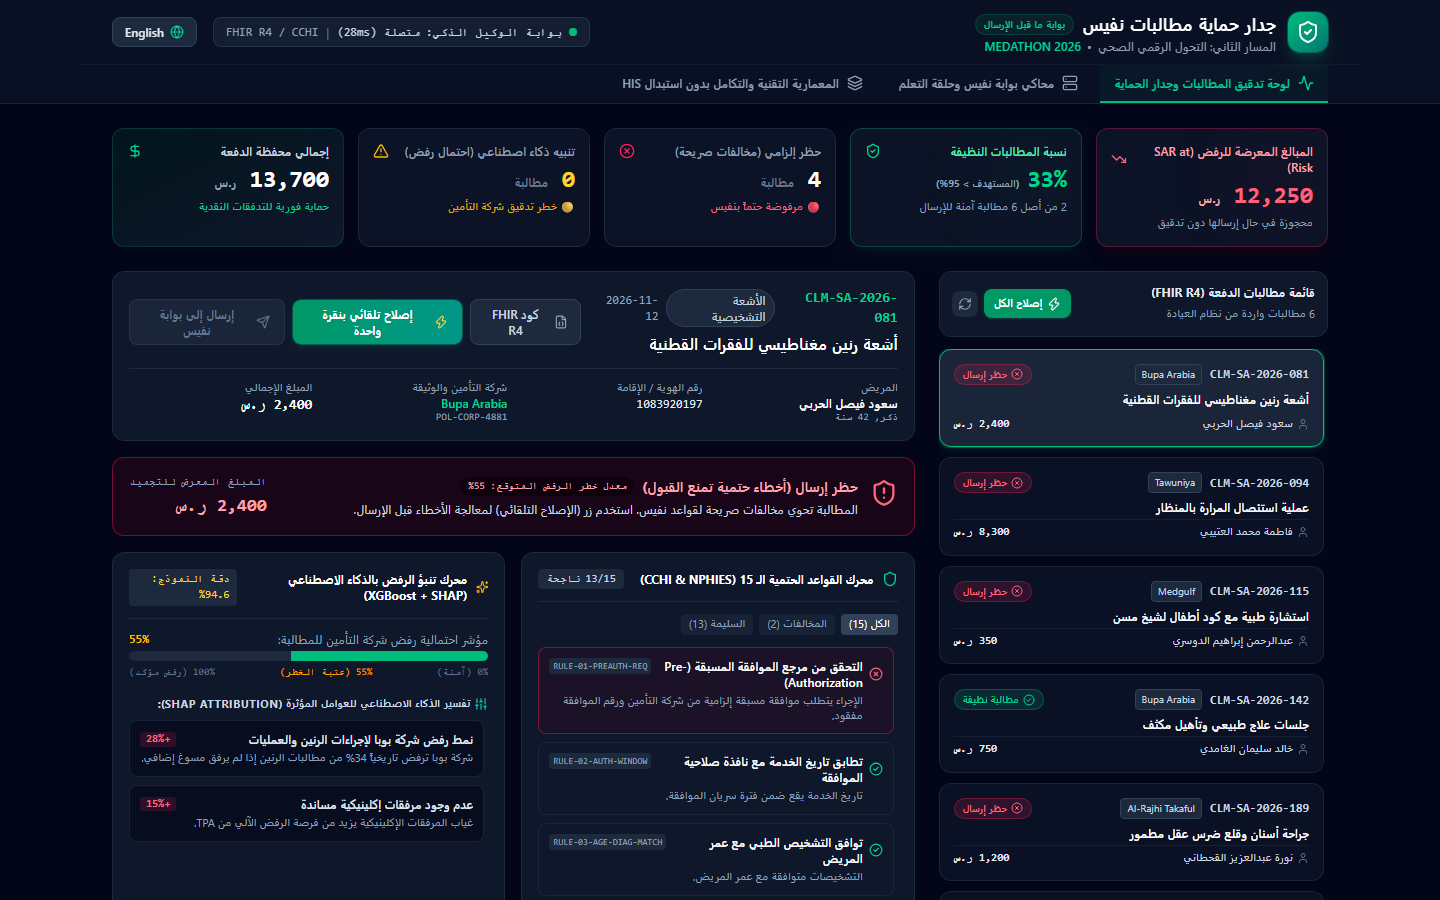 جدار حماية مطالبات نفيس
بوابة ما قبل الإرسال
المسار الثاني: التحول الرقمي الصحي • MEDATHON 2026
بوابة الوكيل الذكي: متصلة (28ms) | FHIR R4 / CCHI
English
لوحة تدقيق المطالبات وجدار الحماية
محاكي بوابة نفيس وحلقة التعلم
المعمارية التقنية والتكامل بدون استبدال HIS
المبالغ المعرضة للرفض (SAR at Risk)
12,250 ر.س
محجوزة في حال إرسالها دون تدقيق
نسبة المطالبات النظيفة
33% (المستهدف > 95%)
2 من أصل 6 مطالبة آمنة للإرسال
حظر إلزامي (مخالفات صريحة)
4 مطالبة
مرفوضة حتماً بنفيس
تنبيه ذكاء اصطناعي (احتمال رفض)
0 مطالبة
خطر تدقيق شركة التأمين
إجمالي محفظة الدفعة
13,700 ر.س
حماية فورية للتدفقات النقدية
قائمة مطالبات الدفعة (FHIR R4)
6 مطالبات واردة من نظام العيادة
إصلاح الكل
CLM-SA-2026-081
Bupa Arabia
حظر إرسال
أشعة رنين مغناطيسي للفقرات القطنية
سعود فيصل الحربي
2,400 ر.س
CLM-SA-2026-094
Tawuniya
حظر إرسال
عملية استئصال المرارة بالمنظار
فاطمة محمد العتيبي
8,300 ر.س
CLM-SA-2026-115
Medgulf
حظر إرسال
استشارة طبية مع كود أطفال لشيخ مسن
عبدالرحمن إبراهيم الدوسري
350 ر.س
CLM-SA-2026-142
Bupa Arabia
مطالبة نظيفة
جلسات علاج طبيعي وتأهيل مكثف
خالد سليمان الغامدي
750 ر.س
CLM-SA-2026-189
Al-Rajhi Takaful
حظر إرسال
جراحة أسنان وقلع ضرس عقل مطمور
نورة عبدالعزيز القحطاني
1,200 ر.س
CLM-SA-2026-
081
الأشعة
التشخيصية
2026-11-
12
أشعة رنين مغناطيسي للفقرات القطنية
كود FHIR
R4
إصلاح تلقائي بنقرة
واحدة
إرسال إلى بوابة
نفيس
المريض
سعود فيصل الحربي
ذكر, 42 سنة
رقم الهوية / الإقامة
1083920197
شركة التأمين والوثيقة
Bupa Arabia
POL-CORP-4881
المبلغ الإجمالي
2,400 ر.س
حظر إرسال (أخطاء حتمية تمنع القبول)
معدل خطر الرفض المتوقع: 55%
المطالبة تحوي مخالفات صريحة لقواعد نفيس. استخدم زر (الإصلاح التلقائي) لمعالجة الأخطاء قبل الإرسال.
المبلغ المعرض للتجميد
2,400 ر.س
محرك القواعد الحتمية الـ 15 (CCHI & NPHIES)
13/15 ناجحة
الكل (15)
المخالفات (2)
السليمة (13)
التحقق من مرجع الموافقة المسبقة (Pre-
Authorization)
RULE-01-PREAUTH-REQ
الإجراء يتطلب موافقة مسبقة إلزامية من شركة التأمين ورقم الموافقة
مفقود.
تطابق تاريخ الخدمة مع نافذة صلاحية
الموافقة
RULE-02-AUTH-WINDOW
تاريخ الخدمة يقع ضمن فترة سريان الموافقة.
توافق التشخيص الطبي مع عمر
المريض
RULE-03-AGE-DIAG-MATCH
التشخيصات متوافقة مع عمر المريض.
محرك تنبؤ الرفض بالذكاء الاصطناعي
(XGBoost + SHAP)
دقة النموذج:
94.6%
مؤشر احتمالية رفض شركة التأمين للمطالبة:
55%
0% (آمنة)
55% (عتبة الخطر)
100% (رفض مؤكد)
تفسير الذكاء الاصطناعي للعوامل المؤثرة (SHAP ATTRIBUTION):
نمط رفض شركة بوبا لإجراءات الرنين والعمليات
+28%
شركة بوبا ترفض تاريخياً 34% من مطالبات الرنين إذا لم يرفق مسوغ إضافي.
عدم وجود مرفقات إكلينيكية مساندة
+15%
غياب المرفقات الإكلينيكية يزيد من فرصة الرفض الآلي من TPA.